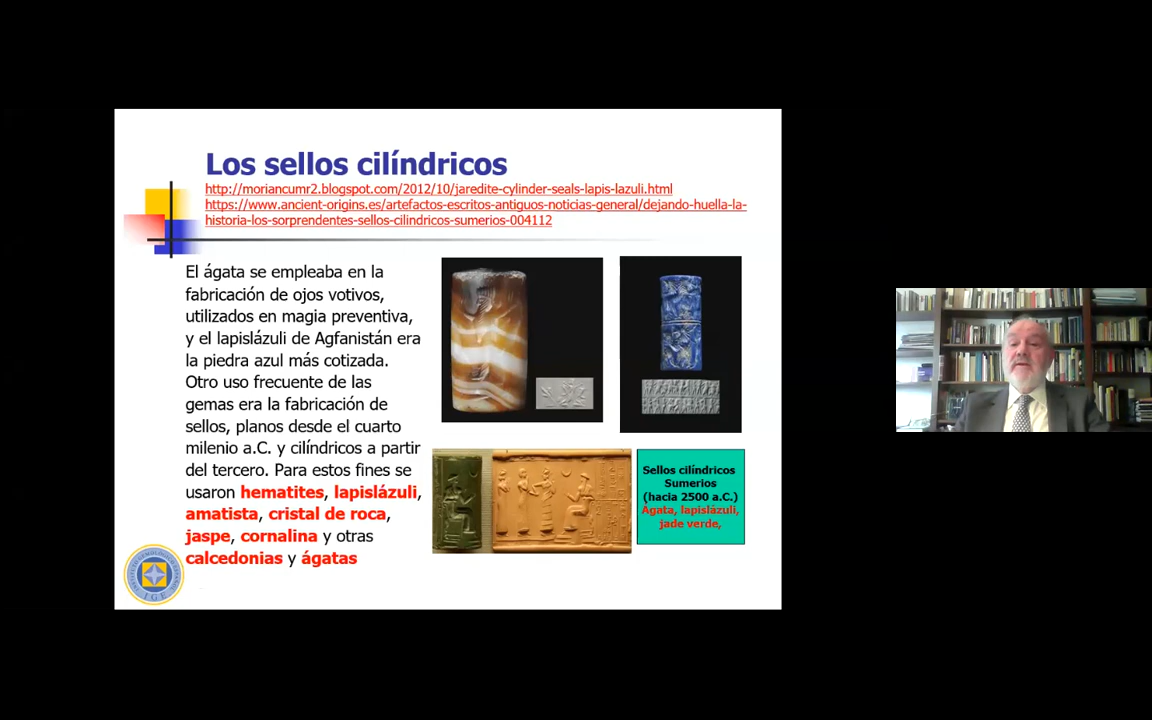 Los sellos cilíndricos
http://moriancumr2.blogspot.com/2012/10/jaredite-cylinder-seals-lapis-lazuli.html
https://www.ancient-origins.es/artefactos-escritos-antiguos-noticias-general/dejando-huella-la-
historia-los-sorprendentes-sellos-cilindricos-sumerios-004112
El ágata se empleaba en la
fabricación de ojos votivos,
utilizados en magia preventiva,
y el lapislázuli de Agfanistán era
la piedra azul más cotizada.
Otro uso frecuente de las
gemas era la fabricación de
sellos, planos desde el cuarto
milenio a.C. y cilíndricos a partir
del tercero. Para estos fines se
usaron hematites, lapislázuli,
amatista, cristal de roca,
jaspe, cornalina y otras
calcedonias y ágatas
Sellos cilíndricos
Sumerios
(hacia 2500 a.C.)
Ágata, lapislázuli,
jade verde,
INSTITUTO GEMOLÓGICO ESPAÑOL
IGE